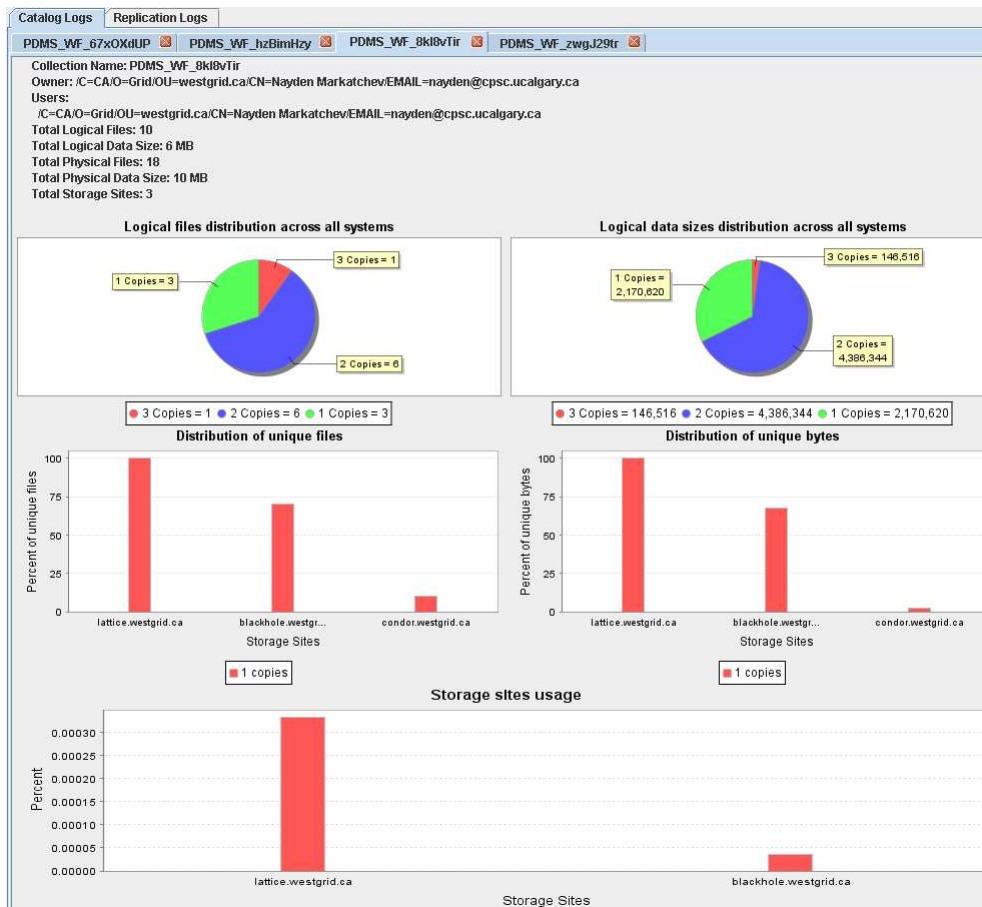 Catalog Logs Replication Logs
PDMS_WF_67xOXdUP PDMS_WF_hzBimHzy PDMS_WF_8kI8vTir PDMS_WF_zwgJ29tr
Collection Name: PDMS_WF_8kI8vTir
Owner: /C=CA/O=Grid/OU=westgrid.ca/CN=Nayden Markatchev/EMAIL=nayden@cpsc.ucalgary.ca
Users:
/C=CA/O=Grid/OU=westgrid.ca/CN=Nayden Markatchev/EMAIL=nayden@cpsc.ucalgary.ca
Total Logical Files: 10
Total Logical Data Size: 6 MB
Total Physical Files: 18
Total Physical Data Size: 10 MB
Total Storage Sites: 3
Logical files distribution across all systems
3 Copies = 1
1 Copies = 3
2 Copies = 6
3 Copies = 1 2 Copies = 6 1 Copies = 3
Logical data sizes distribution across all systems
3 Copies = 146,516
1 Copies =
2,170,620
2 Copies =
4,386,344
3 Copies = 146,516 2 Copies = 4,386,344 1 Copies = 2,170,620
Distribution of unique files
Percent of unique files
100
75
50
25
0
lattice.westgrid.ca blackhole.westgr... condor.westgrid.ca
Storage Sites
1 copies
Distribution of unique bytes
Percent of unique bytes
100
75
50
25
0
lattice.westgrid.ca blackhole.westgr... condor.westgrid.ca
Storage Sites
1 copies
Storage sites usage
Percent
0.00030
0.00025
0.00020
0.00015
0.00010
0.00005
0.00000
lattice.westgrid.ca blackhole.westgrid.ca
Storage Sites